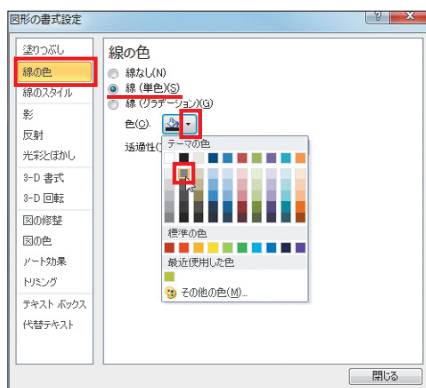 図形の書式設定
塗りつぶし
線の色
線のスタイル
影
反射
光彩とぼかし
3-D 書式
3-D 回転
図の修整
図の色
アート効果
トリミング
テキスト ボックス
代替テキスト
線の色
線なし(N)
線 (単色)(S)
線 (グラデーション)(G)
色(C):
透過性(
テーマの色
標準の色
最近使用した色
その他の色(M)...
閉じる